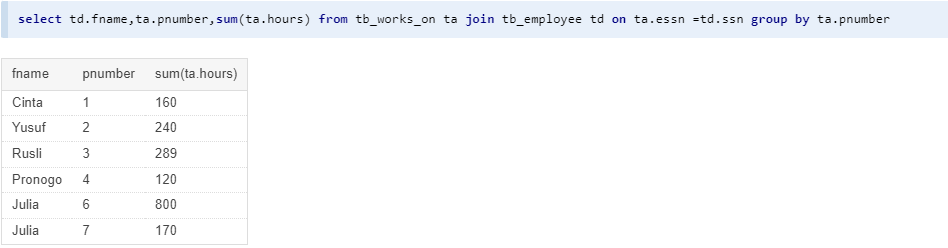 select td.fname,ta.pnumber,sum(ta.hours) from tb_works_on ta join tb_employee td on ta.essn =td.ssn group by ta.pnumber
fname pnumber sum(ta.hours)
Cinta 1 160
Yusuf 2 240
Rusli 3 289
Pronogo 4 120
Julia 6 800
Julia 7 170